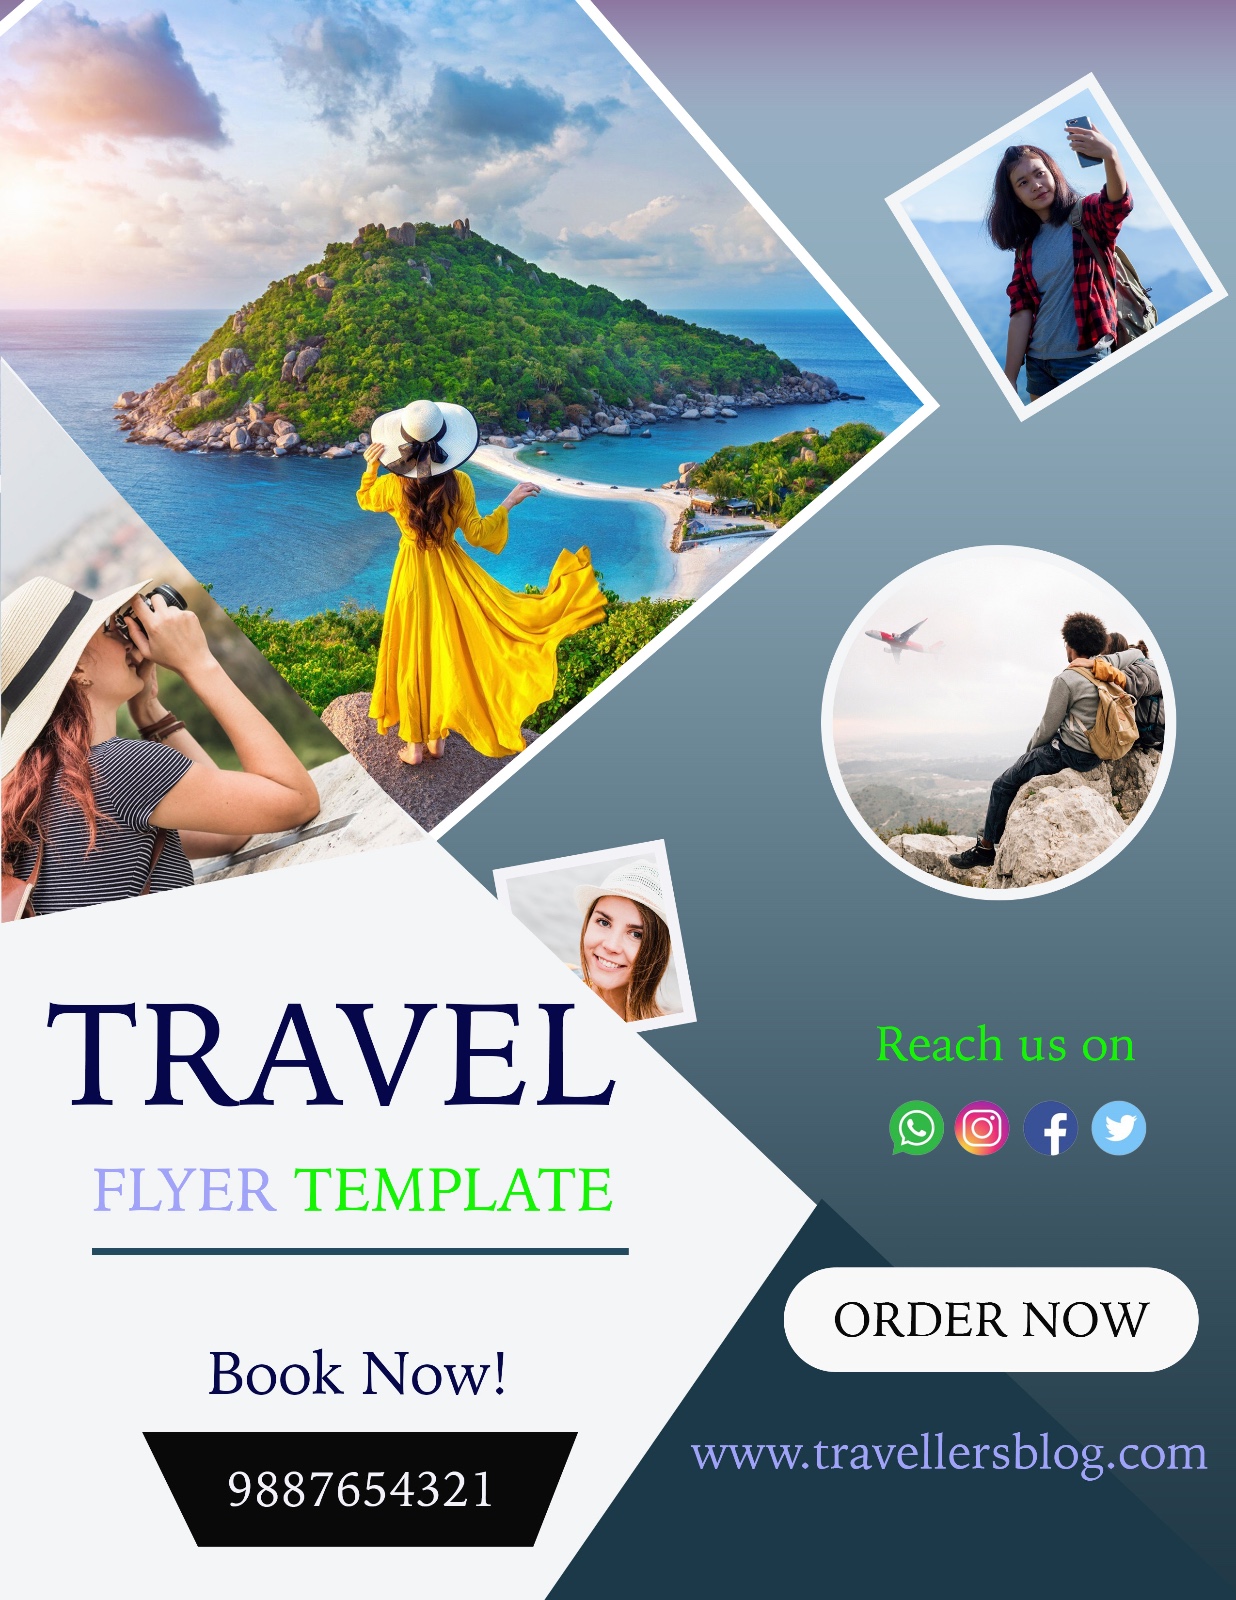 TRAVEL
FLYER TEMPLATE
Book Now!
9887654321
Reach us on
ORDER NOW
www.travellersblog.com